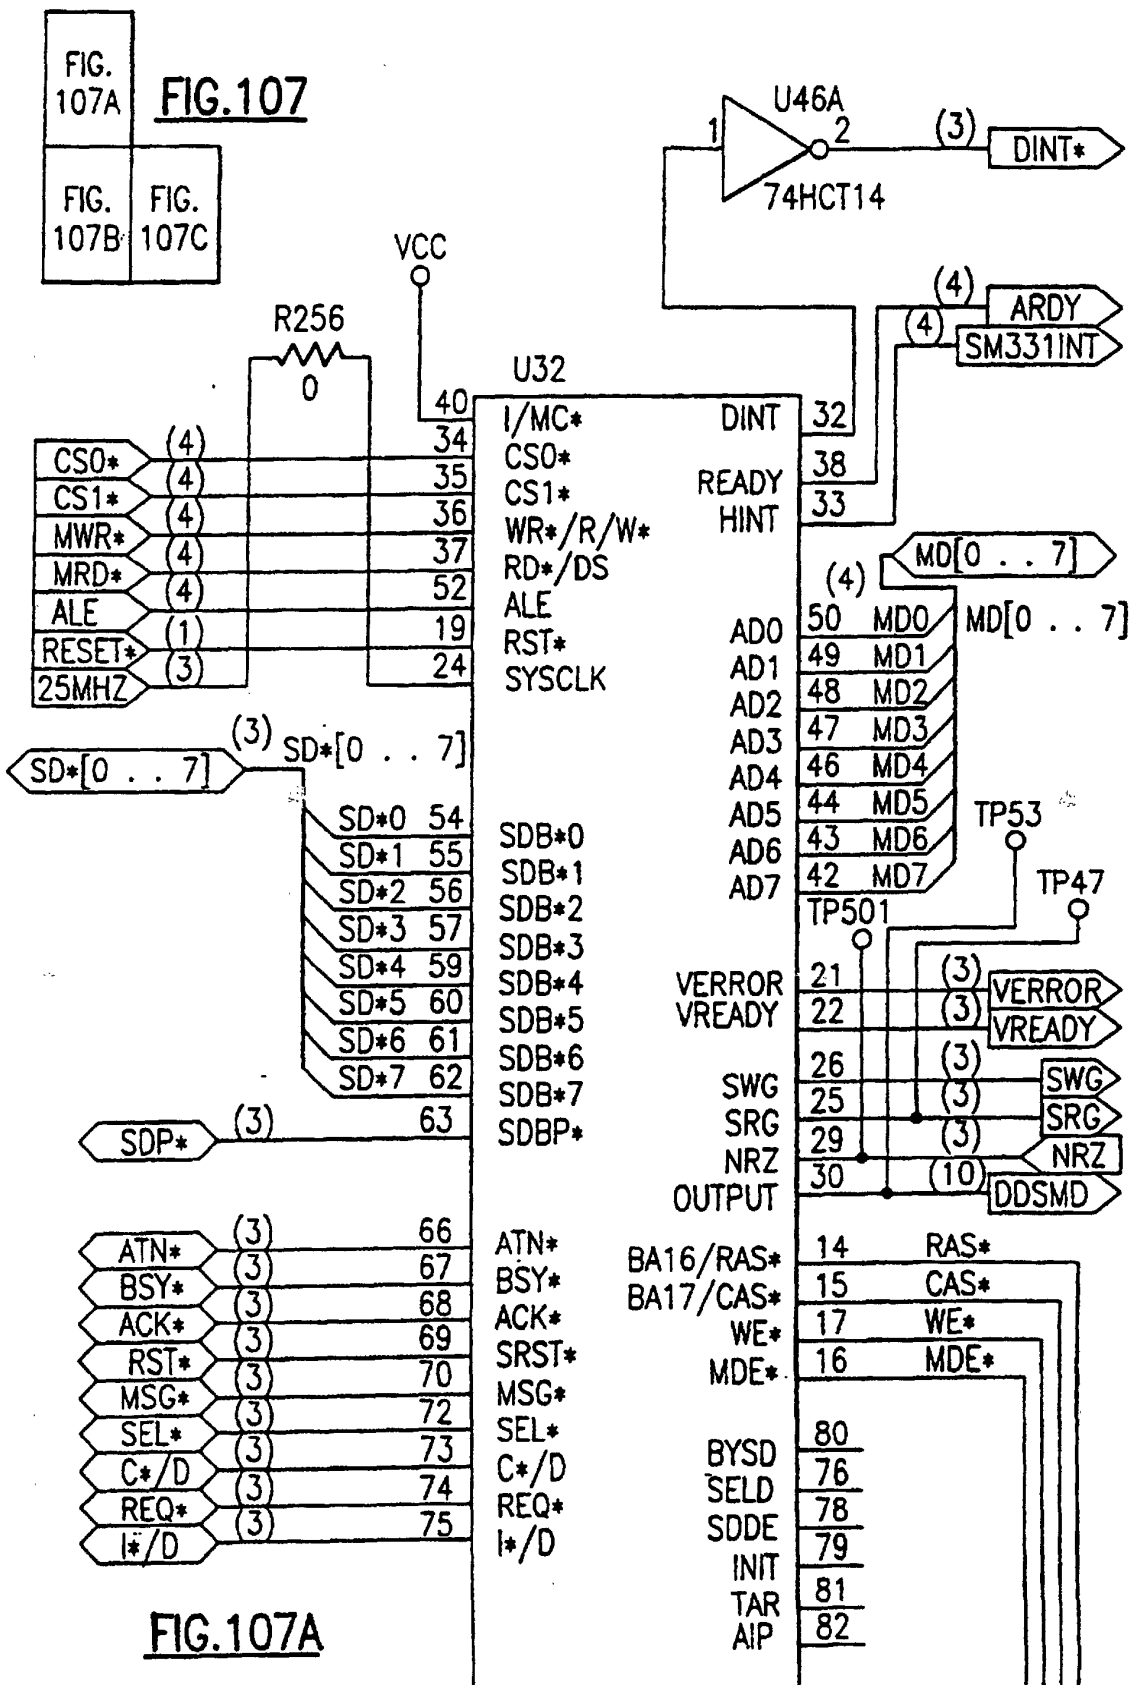 FIG. 107A
FIG. 107B
FIG. 107C
FIG.107
U46A
1
2
74HCT14
(3)
DINT*
VCC
R256
0
(4)
ARDY
(4)
SM331INT
U32
40 I/MC*
CS0* (4) 34 CS0*
CS1* (4) 35 CS1*
MWR* (4) 36 WR*/R/W*
MRD* (4) 37 RD*/DS
ALE (4) 52 ALE
RESET* (1) 19 RST*
25MHZ (3) 24 SYSCLK
DINT 32
READY 38
HINT 33
MD[0 . . 7]
(4)
MD[0 . . 7]
AD0 50 MD0
AD1 49 MD1
AD2 48 MD2
AD3 47 MD3
AD4 46 MD4
AD5 44 MD5
AD6 43 MD6
AD7 42 MD7
SD*[0 . . 7] (3) SD*[0 . . 7]
SD*0 54 SDB*0
SD*1 55 SDB*1
SD*2 56 SDB*2
SD*3 57 SDB*3
SD*4 59 SDB*4
SD*5 60 SDB*5
SD*6 61 SDB*6
SD*7 62 SDB*7
SDP* (3) 63 SDBP*
TP53
TP47
TP501
VERROR 21 (3) VERROR
VREADY 22 (3) VREADY
SWG 26 (3) SWG
SRG 25 (3) SRG
NRZ 29 (3) NRZ
OUTPUT 30 (10) DDSMD
ATN* (3) 66 ATN*
BSY* (3) 67 BSY*
ACK* (3) 68 ACK*
RST* (3) 69 SRST*
MSG* (3) 70 MSG*
SEL* (3) 72 SEL*
C*/D (3) 73 C*/D
REQ* (3) 74 REQ*
I*/D (3) 75 I*/D
BA16/RAS* 14 RAS*
BA17/CAS* 15 CAS*
WE* 17 WE*
MDE* 16 MDE*
BYSD 80
SELD 76
SDDE 78
INIT 79
TAR 81
AIP 82
FIG.107A